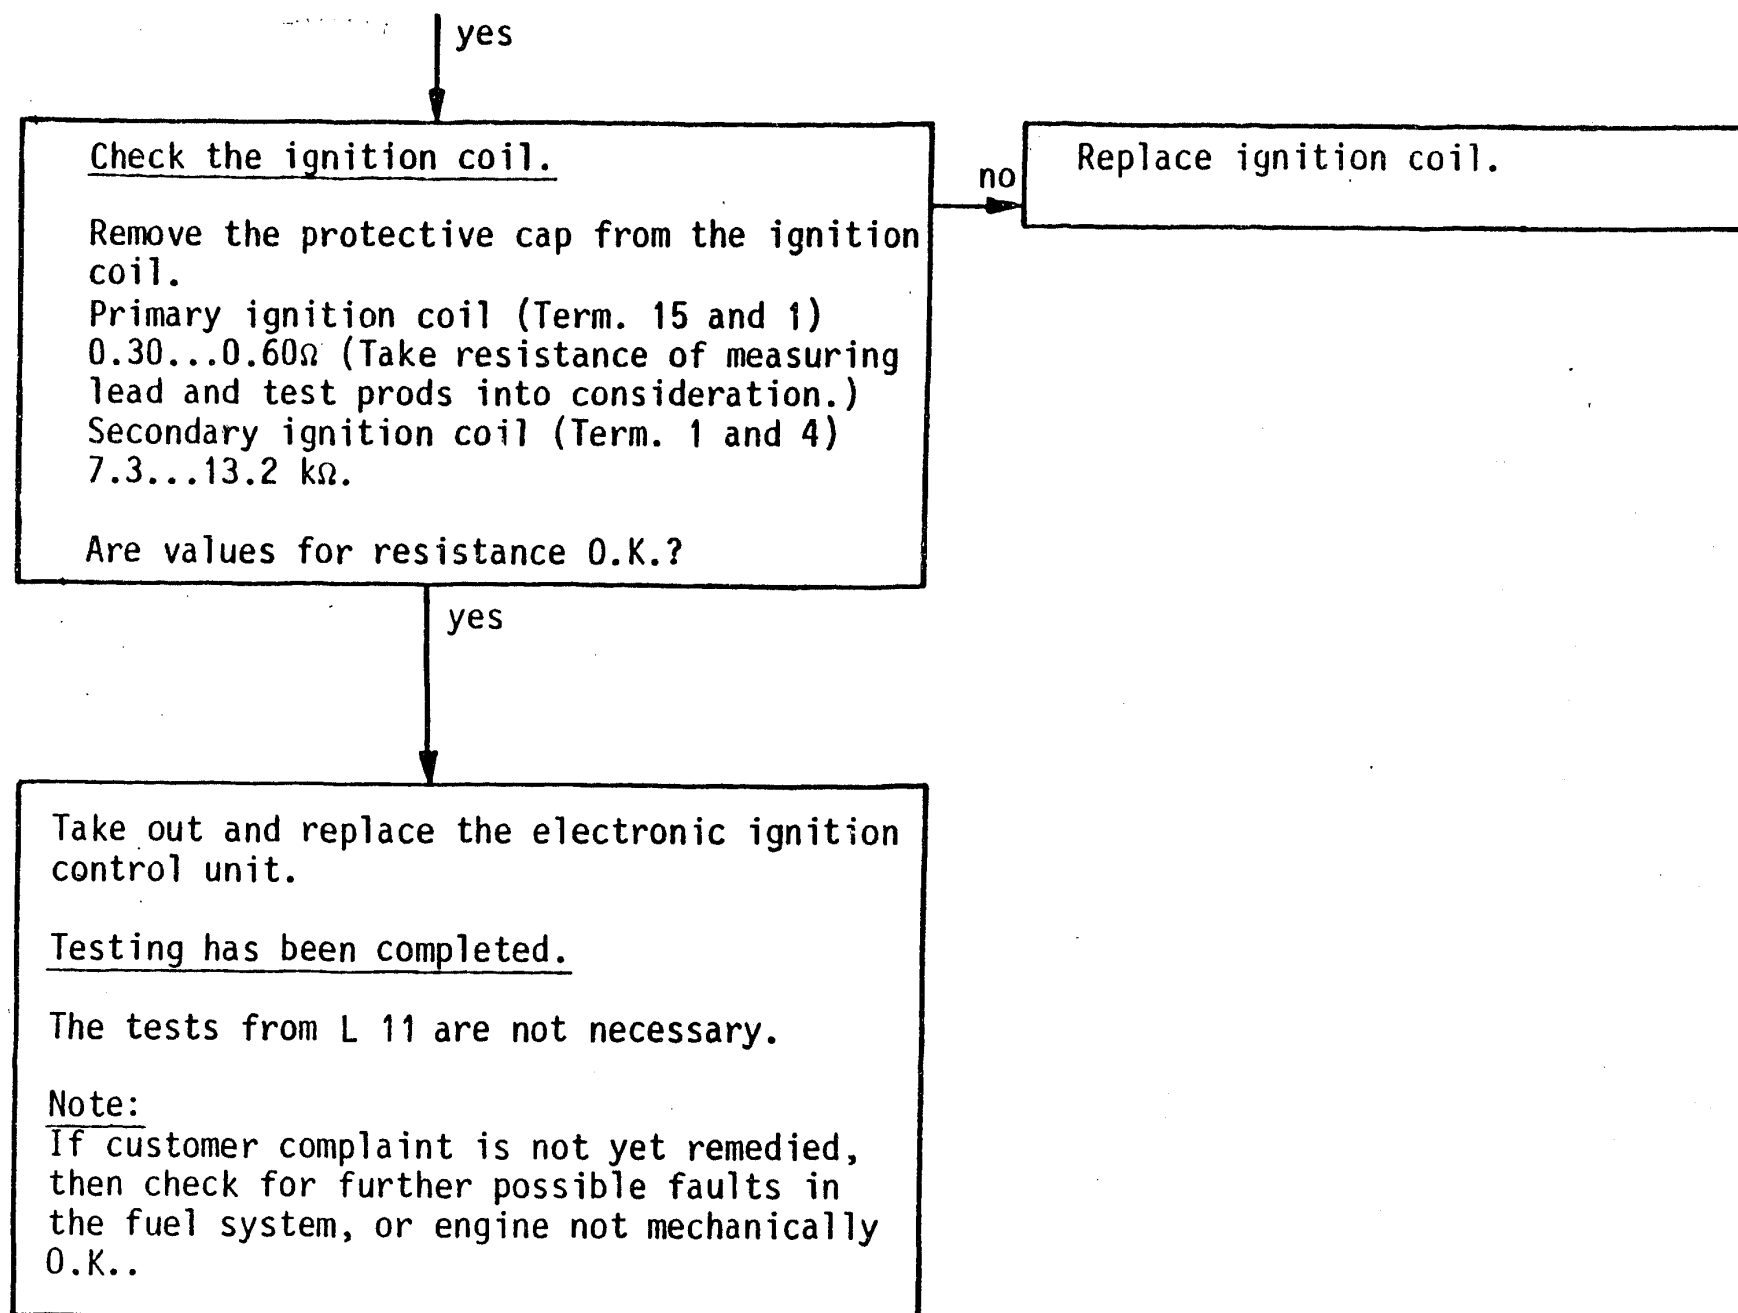 yes
Check the ignition coil.
Remove the protective cap from the ignition
coil.
Primary ignition coil (Term. 15 and 1)
0.30...0.60Ω (Take resistance of measuring
lead and test prods into consideration.)
Secondary ignition coil (Term. 1 and 4)
7.3...13.2 kΩ.
Are values for resistance O.K.?
no
Replace ignition coil.
yes
Take out and replace the electronic ignition
control unit.
Testing has been completed.
The tests from L 11 are not necessary.
Note:
If customer complaint is not yet remedied,
then check for further possible faults in
the fuel system, or engine not mechanically
O.K..